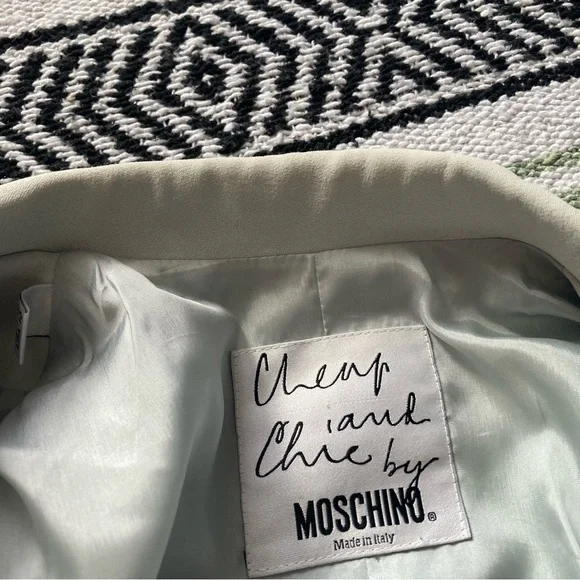 Cheap
and
Chic by
MOSCHINO®
Made in Italy